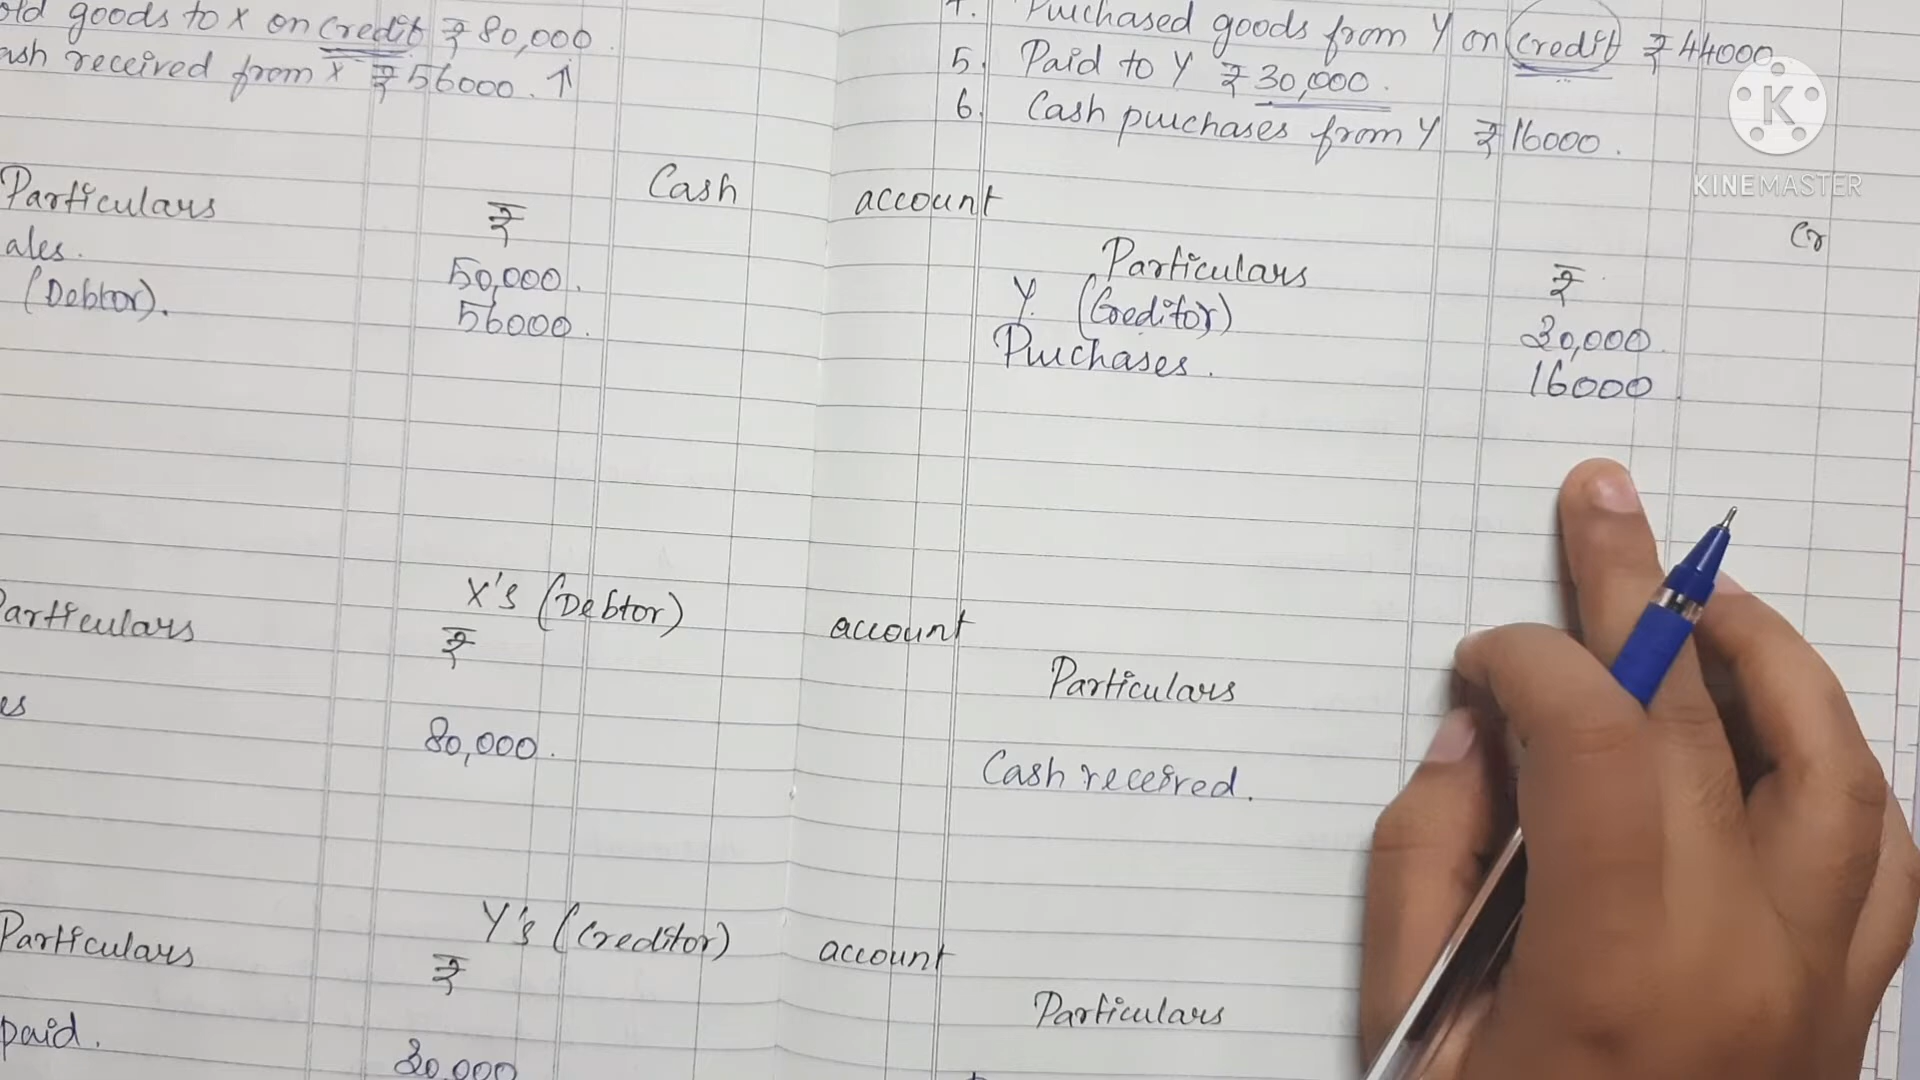 old goods to X on credit ₹ 80,000.
ash received from X ₹ 56000. ↑
4. Purchased goods from Y on credit ₹ 44000
5. Paid to Y ₹ 30,000.
6. Cash purchases from Y ₹ 16000.
K
KINEMASTER
Cash account
Cr
Particulars ₹
ales. 50,000.
(Debtor). 56000.
Particulars ₹
Y. (Creditor) 30,000.
Purchases. 16000
X's (Debtor) account
Particulars ₹
es 80,000.
Particulars
Cash received.
Y's (Creditor) account
Particulars ₹
paid. 30,000
Particulars